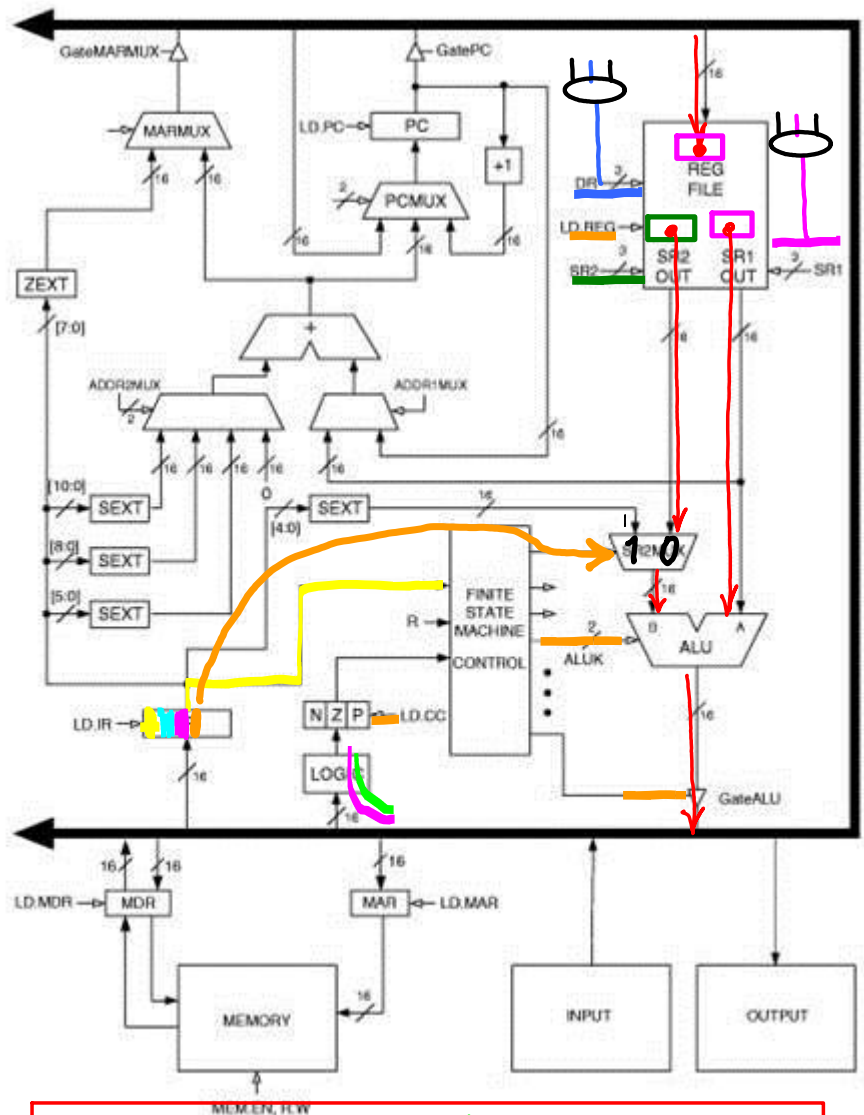 GateMARMUX
GatePC
16
MARMUX
LD.PC
PC
+1
16
16
2
PCMUX
16
16
16
REG
FILE
DR
3
LD.REG
SR2
3
SR2
OUT
SR1
OUT
3
SR1
ZEXT
[7:0]
+
16
ADDR2MUX
2
ADDR1MUX
16
16
16
16
16
16
0
[10:0]
SEXT
[4:0]
SEXT
16
[8:0]
SEXT
[5:0]
SEXT
1 0
SR2MUX
16
FINITE
STATE
MACHINE
CONTROL
R
2
ALUK
B
A
ALU
LD.IR
N Z P
LD.CC
LOGIC
16
16
16
GateALU
16
16
16
LD.MDR
MDR
MAR
LD.MAR
16
MEMORY
INPUT
OUTPUT
MEM.EN, R.W